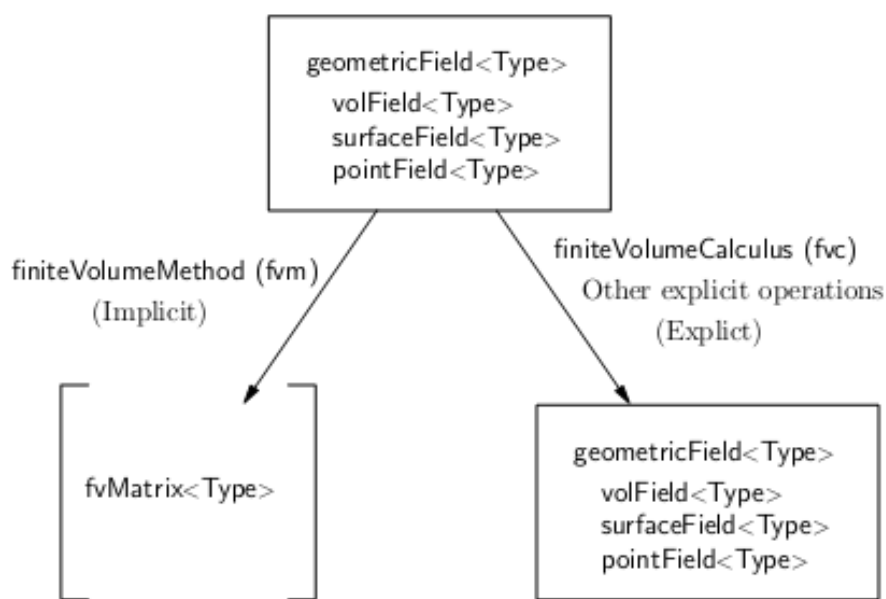 geometricField<Type>
volField<Type>
surfaceField<Type>
pointField<Type>
finiteVolumeMethod (fvm)
(Implicit)
finiteVolumeCalculus (fvc)
Other explicit operations
(Explict)
fvMatrix<Type>
geometricField<Type>
volField<Type>
surfaceField<Type>
pointField<Type>